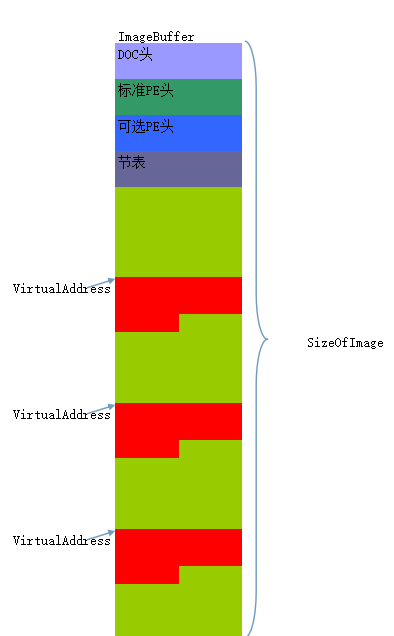 ImageBuffer
DOC头
标准PE头
可选PE头
节表
VirtualAddress
SizeOfImage
VirtualAddress
VirtualAddress